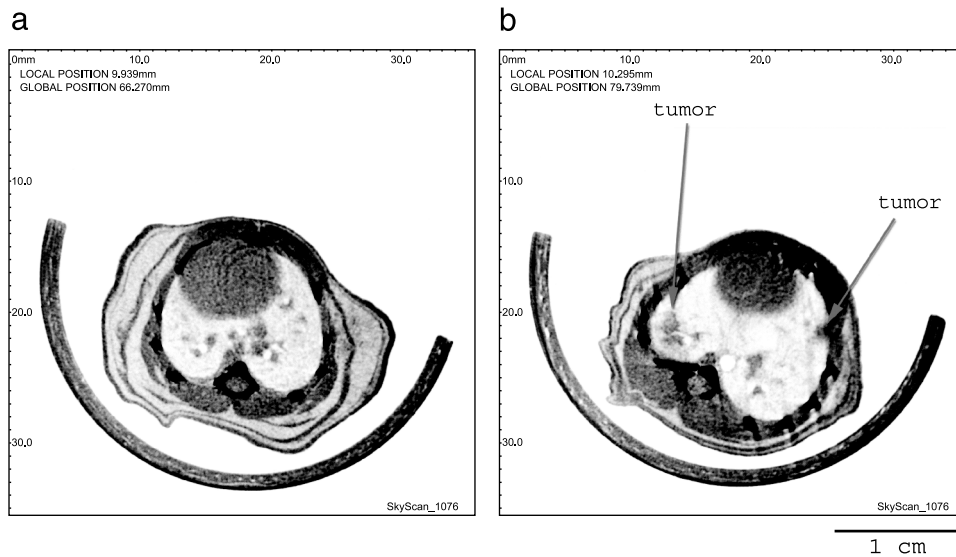 a
0mm 10.0 20.0 30.0
LOCAL POSITION 9.939mm
GLOBAL POSITION 66.270mm
10.0
20.0
30.0
SkyScan_1076
b
0mm 10.0 20.0 30.0
LOCAL POSITION 10.295mm
GLOBAL POSITION 79.739mm
tumor
tumor
10.0
20.0
30.0
SkyScan_1076
1 cm